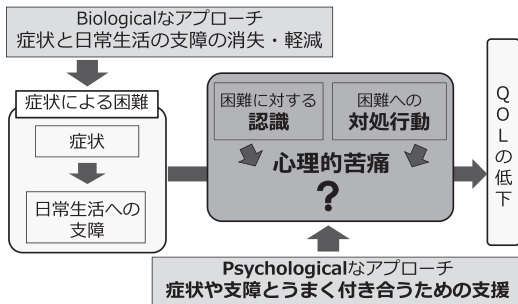 Biologicalなアプローチ
症状と日常生活の支障の消失・軽減
症状による困難
症状
日常生活への
支障
困難に対する
認識
困難への
対処行動
心理的苦痛
?
QOLの低下
Psychologicalなアプローチ
症状や支障とうまく付き合うための支援